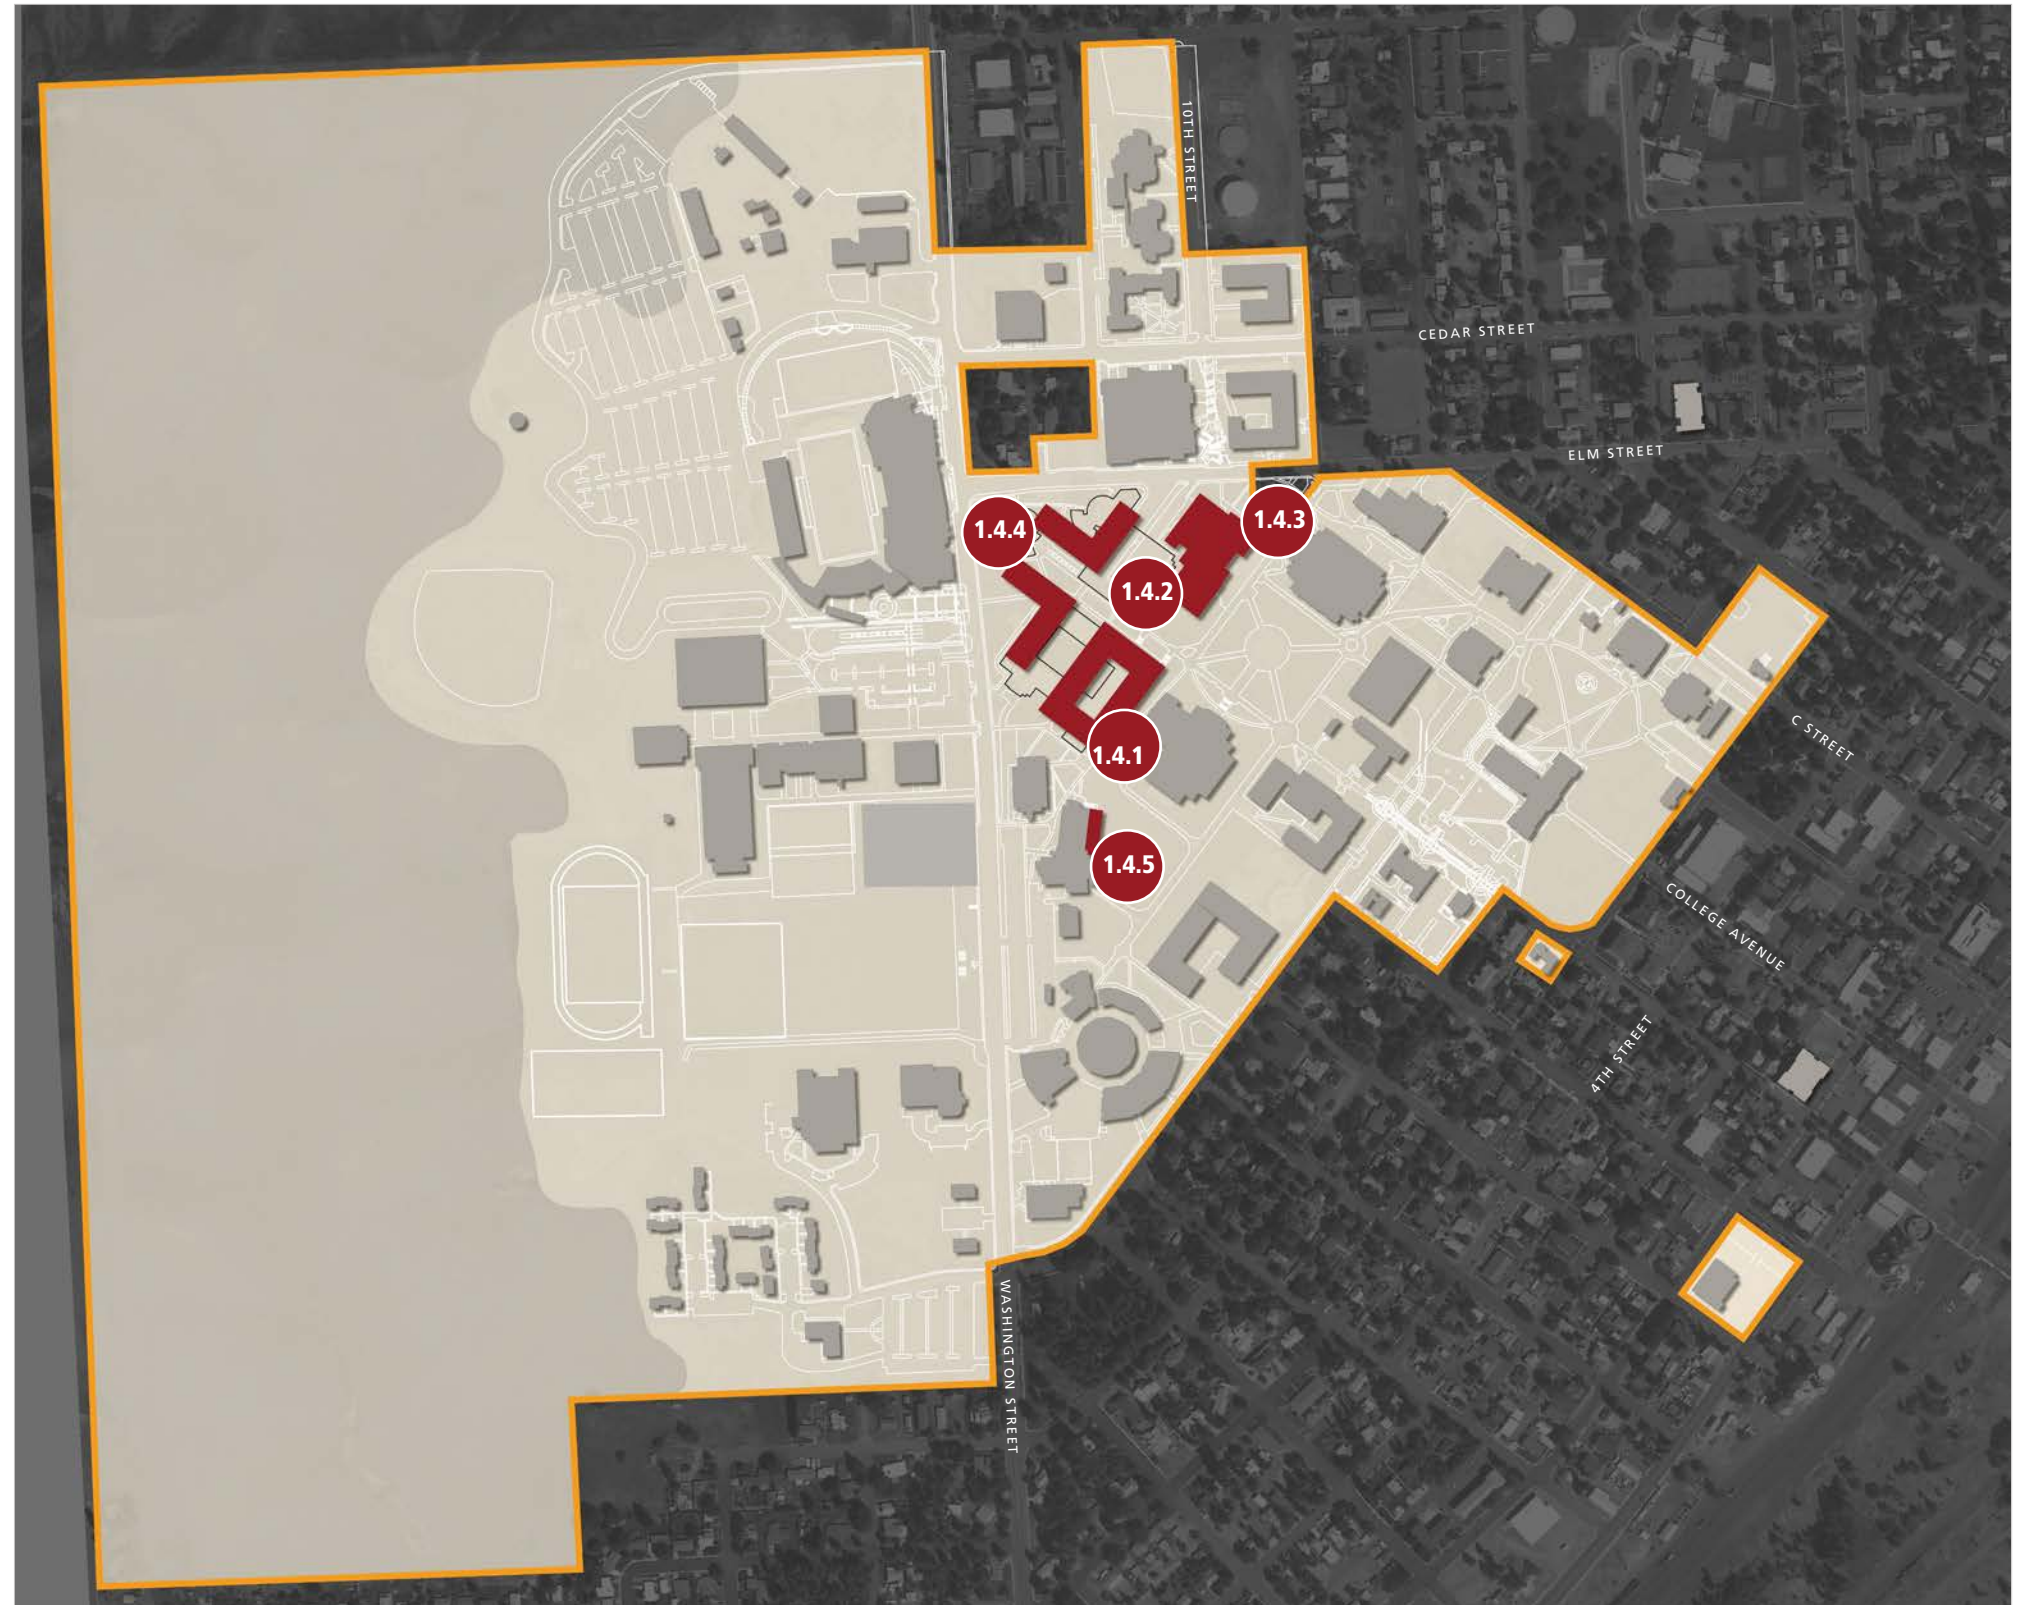 10TH STREET
CEDAR STREET
ELM STREET
1.4.4
1.4.3
1.4.2
1.4.1
C STREET
1.4.5
COLLEGE AVENUE
4TH STREET
WASHINGTON STREET